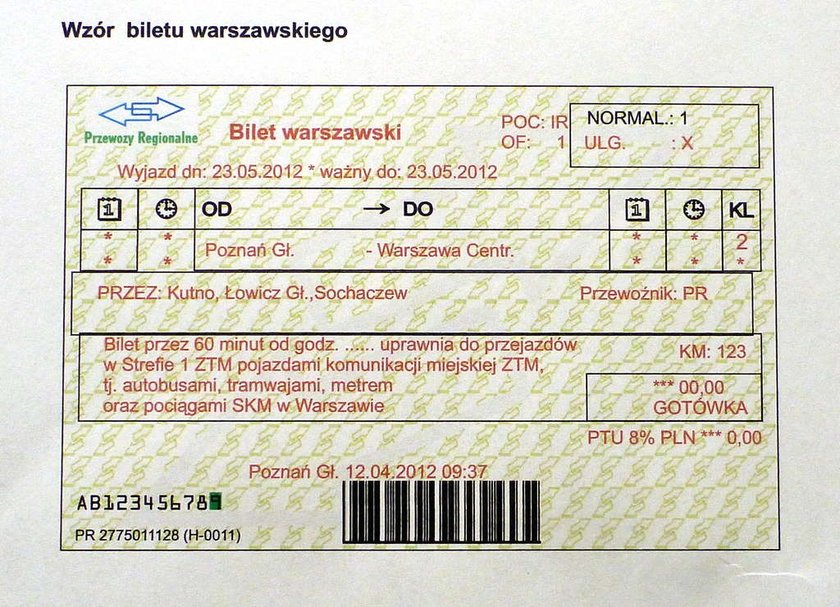 Wzór biletu warszawskiego
Przewozy Regionalne
Bilet warszawski
POC: IR
OF: 1
NORMAL.: 1
ULG. : X
Wyjazd dn: 23.05.2012 * ważny do: 23.05.2012
1 OD → DO 1 KL
* * Poznań Gł. - Warszawa Centr. * * 2
* * * * *
PRZEZ: Kutno, Łowicz Gł.,Sochaczew Przewoźnik: PR
Bilet przez 60 minut od godz. ...... uprawnia do przejazdów
w Strefie 1 ZTM pojazdami komunikacji miejskiej ZTM,
tj. autobusami, tramwajami, metrem
oraz pociągami SKM w Warszawie
KM: 123
*** 00,00
GOTÓWKA
PTU 8% PLN *** 0,00
Poznań Gł. 12.04.2012 09:37
AB123456789
PR 2775011128 (H-0011)